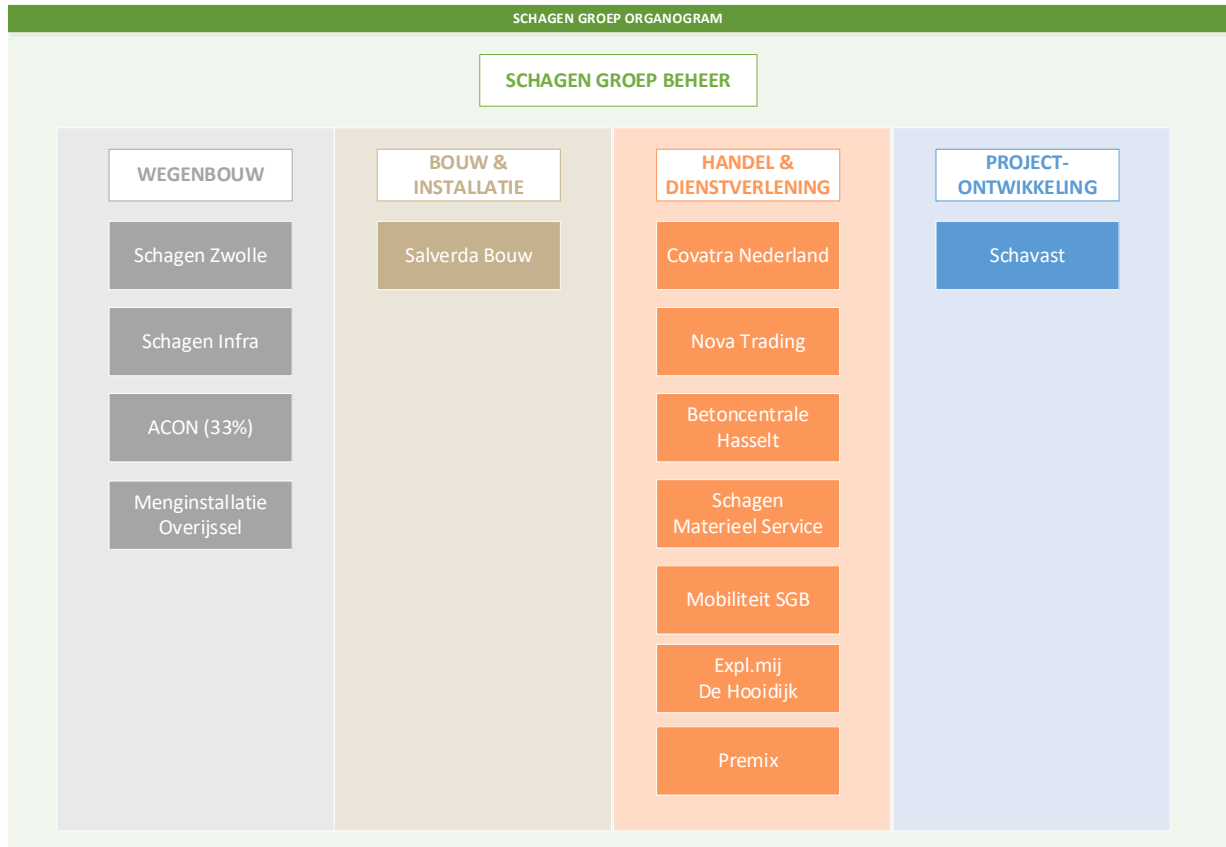 SCHAGEN GROEP ORGANOGRAM
SCHAGEN GROEP BEHEER
WEGENBOUW
Schagen Zwolle
Schagen Infra
ACON (33%)
Menginstallatie
Overijssel
BOUW &
INSTALLATIE
Salverda Bouw
HANDEL &
DIENSTVERLENING
Covatra Nederland
Nova Trading
Betoncentrale
Hasselt
Schagen
Materieel Service
Mobiliteit SGB
Expl.mij
De Hooidijk
Premix
PROJECT-
ONTWIKKELING
Schavast